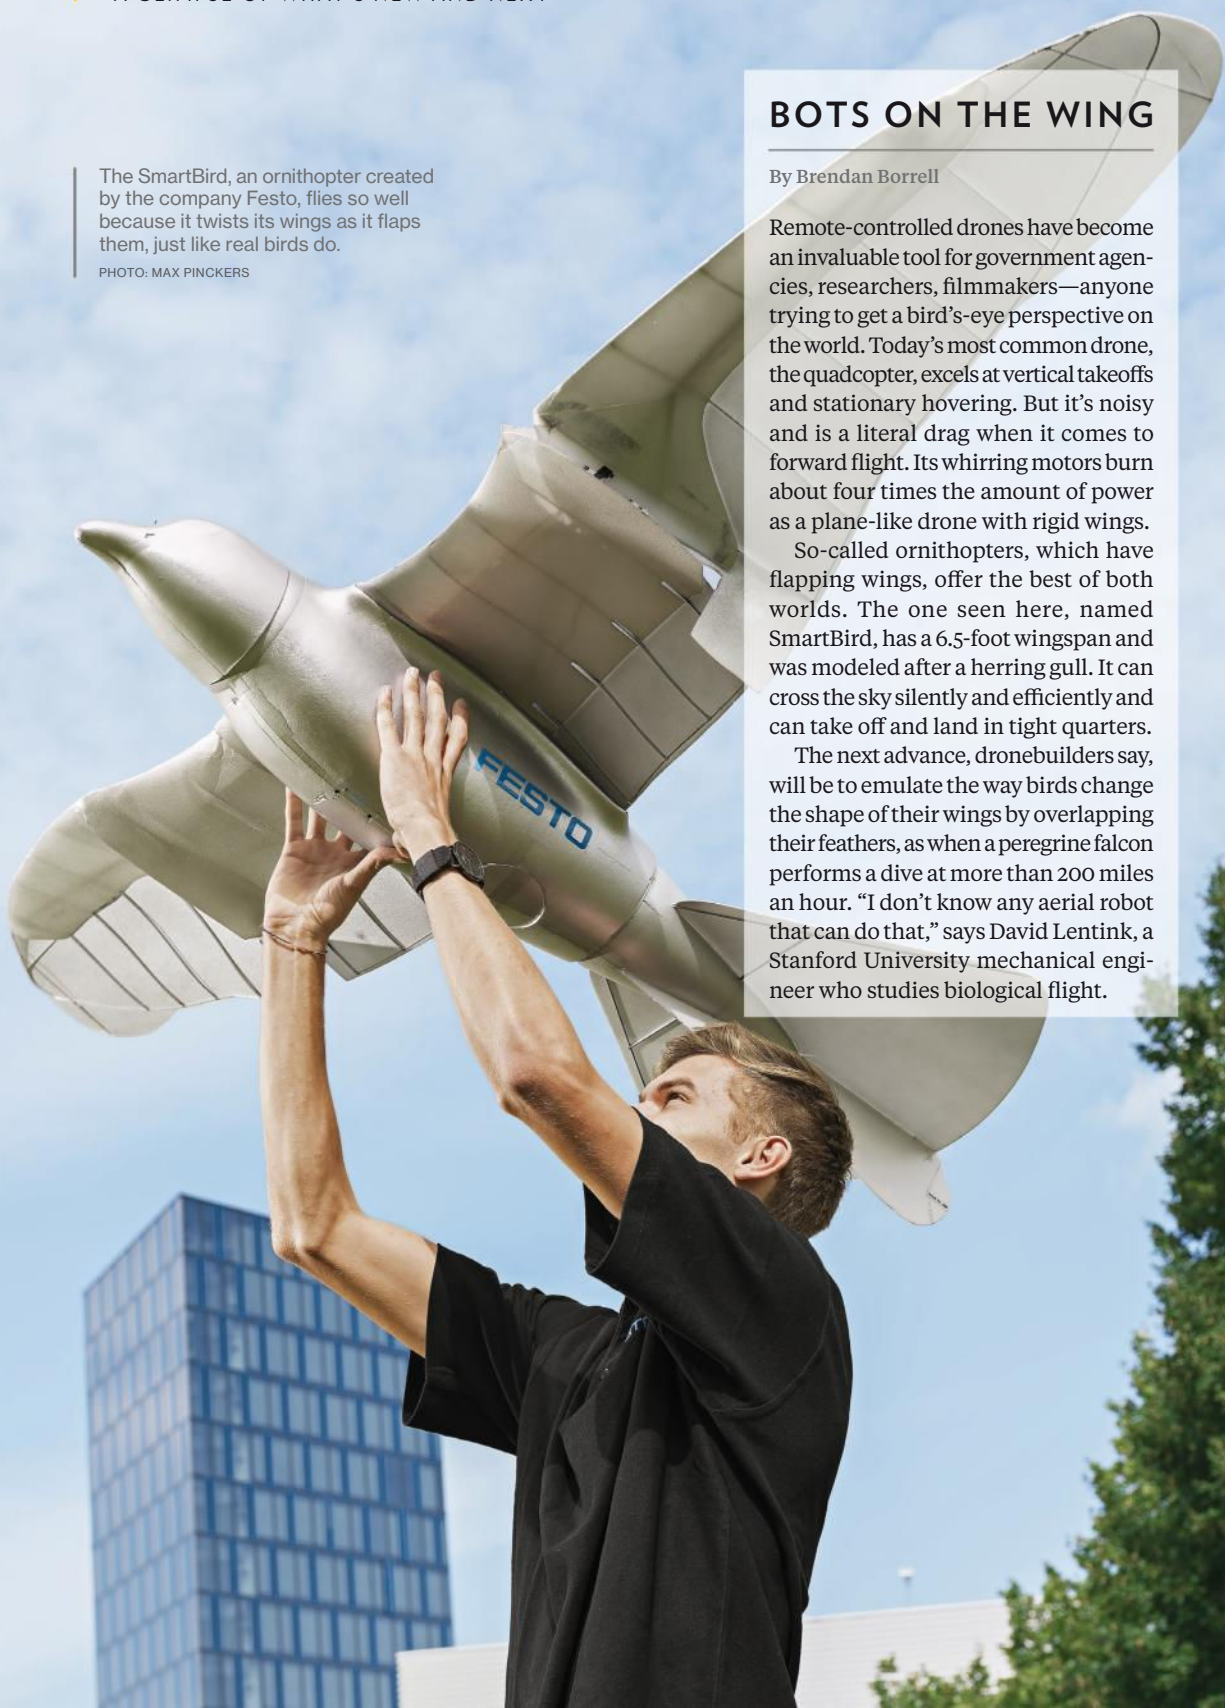 The SmartBird, an ornithopter created
by the company Festo, flies so well
because it twists its wings as it flaps
them, just like real birds do.
PHOTO: MAX PINCKERS
BOTS ON THE WING
By Brendan Borrell
Remote-controlled drones have become
an invaluable tool for government agen-
cies, researchers, filmmakers—anyone
trying to get a bird’s-eye perspective on
the world. Today’s most common drone,
the quadcopter, excels at vertical takeoffs
and stationary hovering. But it’s noisy
and is a literal drag when it comes to
forward flight. Its whirring motors burn
about four times the amount of power
as a plane-like drone with rigid wings.
So-called ornithopters, which have
flapping wings, offer the best of both
worlds. The one seen here, named
SmartBird, has a 6.5-foot wingspan and
was modeled after a herring gull. It can
cross the sky silently and efficiently and
can take off and land in tight quarters.
The next advance, dronebuilders say,
will be to emulate the way birds change
the shape of their wings by overlapping
their feathers, as when a peregrine falcon
performs a dive at more than 200 miles
an hour. “I don’t know any aerial robot
that can do that,” says David Lentink, a
Stanford University mechanical engi-
neer who studies biological flight.
FESTO